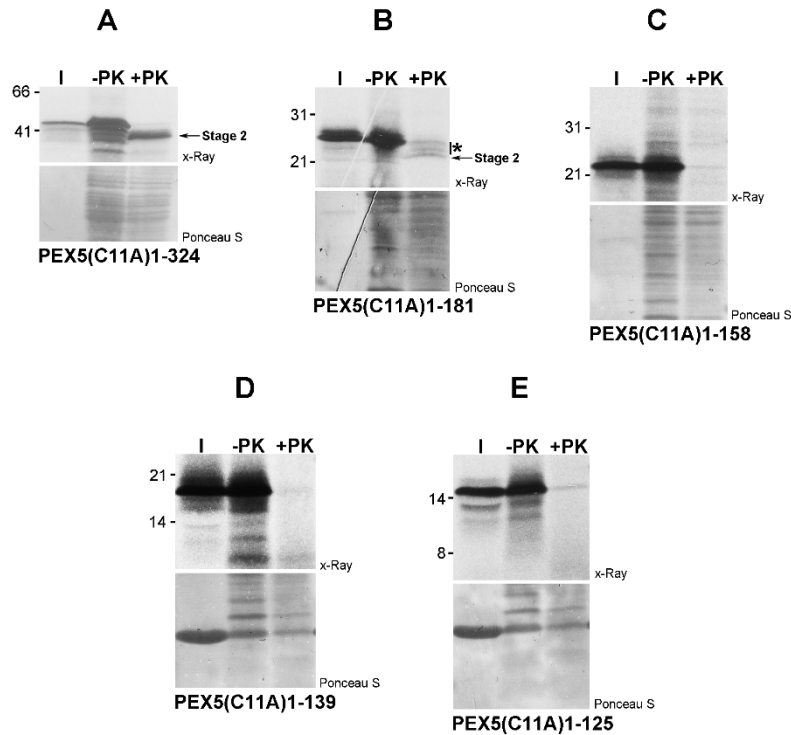 A
I -PK +PK
66 -
41 -
Stage 2
x-Ray
Ponceau S
PEX5(C11A)1-324
B
I -PK +PK
31 -
*
21 -
Stage 2
x-Ray
Ponceau S
PEX5(C11A)1-181
C
I -PK +PK
31 -
21 -
x-Ray
Ponceau S
PEX5(C11A)1-158
D
I -PK +PK
21 -
14 -
x-Ray
Ponceau S
PEX5(C11A)1-139
E
I -PK +PK
14 -
8 -
x-Ray
Ponceau S
PEX5(C11A)1-125